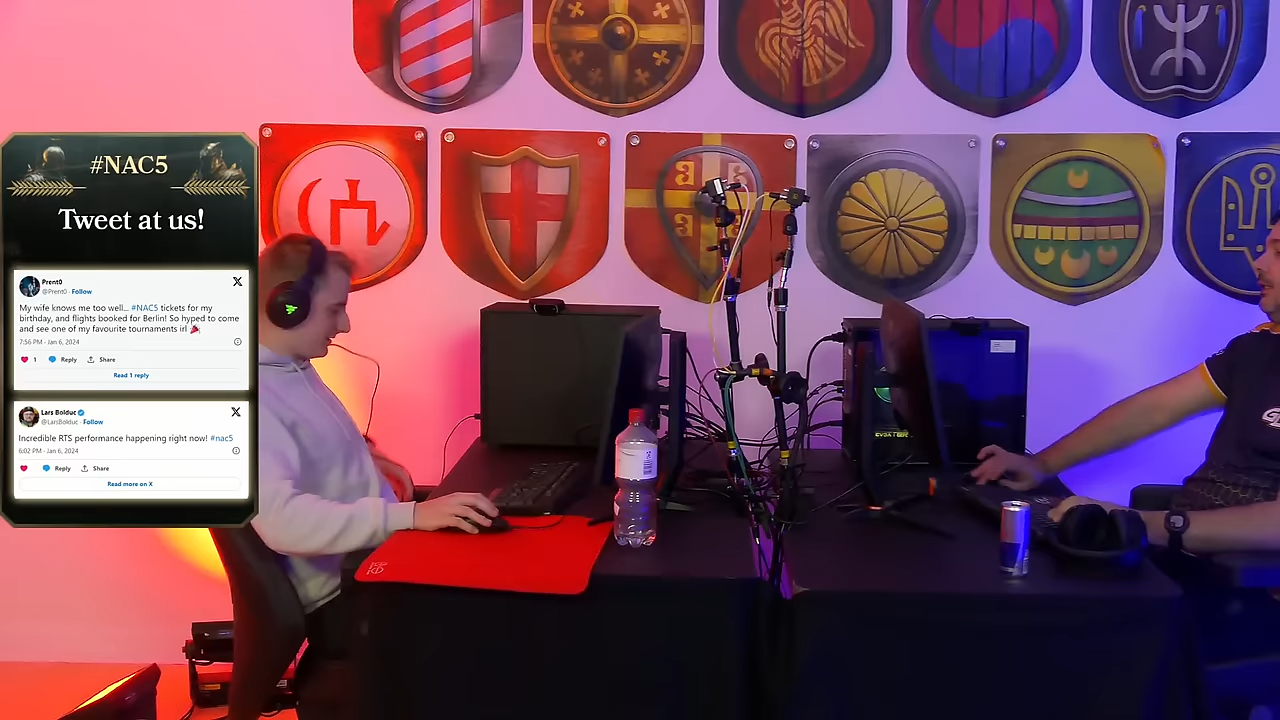 #NAC5
Tweet at us!
Prent0
@Prent0 · Follow
My wife knows me too well... #NAC5 tickets for my
birthday, and flights booked for Berlin! So hyped to come
and see one of my favourite tournaments irl
7:56 PM · Jan 6, 2024
1 Reply Share
Read 1 reply
Lars Bolduc
@LarsBolduc · Follow
Incredible RTS performance happening right now! #nac5
6:02 PM · Jan 6, 2024
Reply Share
Read more on X